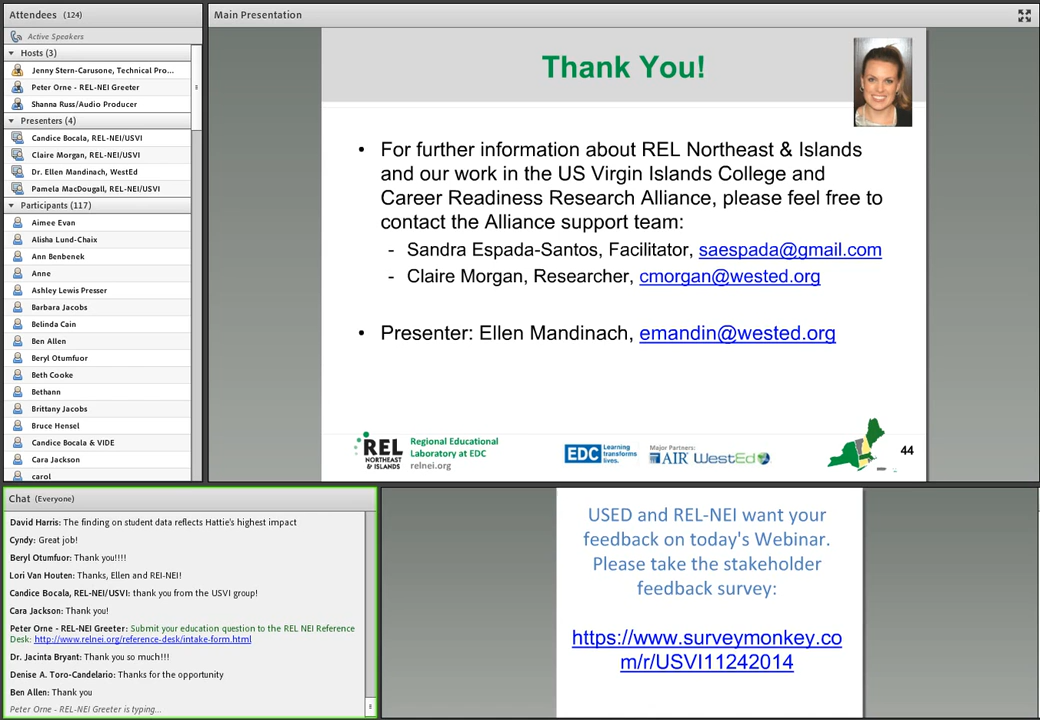 Attendees (124)
Active Speakers
Hosts (3)
Jenny Stern-Carusone, Technical Pro...
Peter Orne - REL-NEI Greeter
Shanna Russ/Audio Producer
Presenters (4)
Candice Bocala, REL-NEI/USVI
Claire Morgan, REL-NEI/USVI
Dr. Ellen Mandinach, WestEd
Pamela MacDougall, REL-NEI/USVI
Participants (117)
Aimee Evan
Alisha Lund-Chaix
Ann Benbenek
Anne
Ashley Lewis Presser
Barbara Jacobs
Belinda Cain
Ben Allen
Beryl Otumfuor
Beth Cooke
Bethann
Brittany Jacobs
Bruce Hensel
Candice Bocala & VIDE
Cara Jackson
carol
Main Presentation
Thank You!
• For further information about REL Northeast & Islands
and our work in the US Virgin Islands College and
Career Readiness Research Alliance, please feel free to
contact the Alliance support team:
- Sandra Espada-Santos, Facilitator, saespada@gmail.com
- Claire Morgan, Researcher, cmorgan@wested.org
• Presenter: Ellen Mandinach, emandin@wested.org
REL
NORTHEAST
& ISLANDS
Regional Educational
Laboratory at EDC
relnei.org
EDC
Learning
transforms
lives.
Major Partners:
AIR WestEd
44
Chat (Everyone)
David Harris: The finding on student data reflects Hattie's highest impact
Cyndy: Great job!
Beryl Otumfuor: Thank you!!!!
Lori Van Houten: Thanks, Ellen and REl-NEI!
Candice Bocala, REL-NEI/USVI: thank you from the USVI group!
Cara Jackson: Thank you!
Peter Orne - REL-NEI Greeter: Submit your education question to the REL NEI Reference
Desk: http://www.relnei.org/reference-desk/intake-form.html
Dr. Jacinta Bryant: Thank you so much!!!
Denise A. Toro-Candelario: Thanks for the opportunity
Ben Allen: Thank you
Peter Orne - REL-NEI Greeter is typing...
USED and REL-NEI want your
feedback on today's Webinar.
Please take the stakeholder
feedback survey:
https://www.surveymonkey.co
m/r/USVI11242014